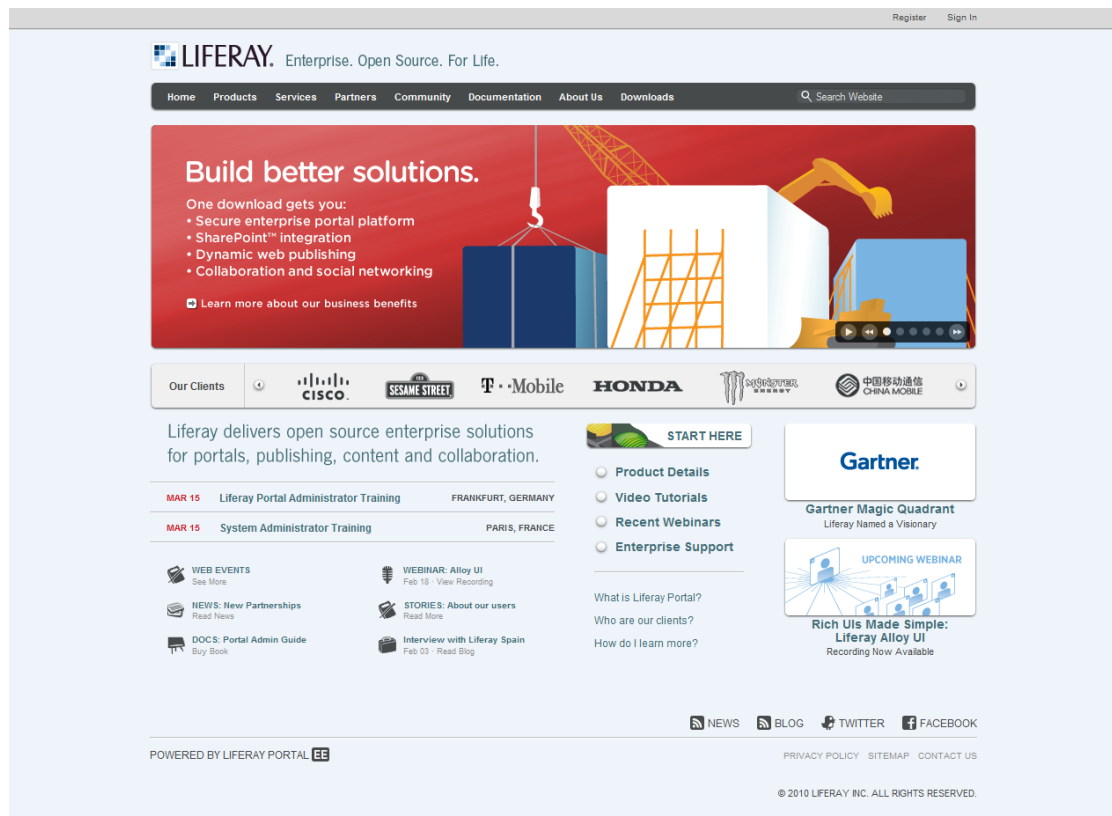 Register Sign In
LIFERAY. Enterprise. Open Source. For Life.
Home Products Services Partners Community Documentation About Us Downloads Search Website
Build better solutions.
One download gets you:
• Secure enterprise portal platform
• SharePoint™ integration
• Dynamic web publishing
• Collaboration and social networking
Learn more about our business benefits
Our Clients
CISCO.
123
SESAME STREET
T··Mobile
HONDA
MONSTER
ENERGY
中国移动通信
CHINA MOBILE
Liferay delivers open source enterprise solutions
for portals, publishing, content and collaboration.
MAR 15 Liferay Portal Administrator Training FRANKFURT, GERMANY
MAR 15 System Administrator Training PARIS, FRANCE
WEB EVENTS
See More
WEBINAR: Alloy UI
Feb 18 · View Recording
NEWS: New Partnerships
Read News
STORIES: About our users
Read More
DOCS: Portal Admin Guide
Buy Book
Interview with Liferay Spain
Feb 03 · Read Blog
START HERE
Product Details
Video Tutorials
Recent Webinars
Enterprise Support
What is Liferay Portal?
Who are our clients?
How do I learn more?
Gartner.
Gartner Magic Quadrant
Liferay Named a Visionary
UPCOMING WEBINAR
Rich UIs Made Simple:
Liferay Alloy UI
Recording Now Available
NEWS BLOG TWITTER FACEBOOK
POWERED BY LIFERAY PORTAL EE
PRIVACY POLICY SITEMAP CONTACT US
© 2010 LIFERAY INC. ALL RIGHTS RESERVED.